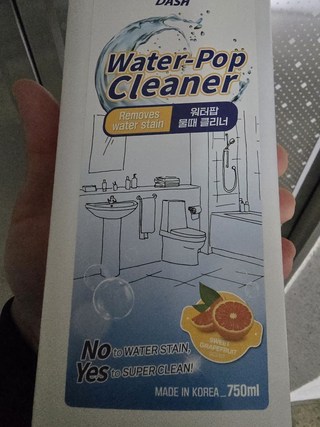 DASH
Water-Pop
Cleaner
Removes
water stain
워터팝
물때 클리너
SWEET
GRAPEFRUIT
No to WATER STAIN,
Yes to SUPER CLEAN!
MADE IN KOREA_750ml